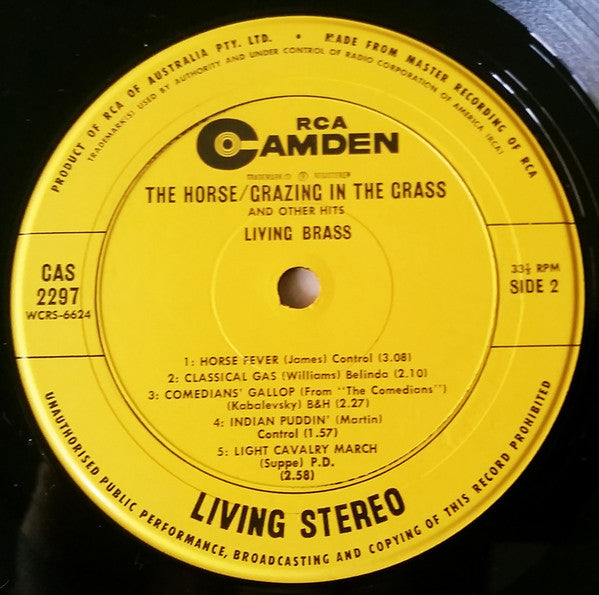 PRODUCT OF RCA OF AUSTRALIA PTY. LTD. • MADE FROM MASTER RECORDING OF RCA
TRADEMARK(S) USED BY AUTHORITY AND UNDER CONTROL OF RADIO CORPORATION OF AMERICA (RCA)
RCA
CAMDEN
TRADEMARK(S) ® REGISTERED
THE HORSE/GRAZING IN THE GRASS
AND OTHER HITS
LIVING BRASS
CAS
2297
WCRS-6624
33⅓ RPM
SIDE 2
1: HORSE FEVER (James) Control (3.08)
2: CLASSICAL GAS (Williams) Belinda (2.10)
3: COMEDIANS' GALLOP (From "The Comedians")
(Kabalevsky) B&H (2.27)
4: INDIAN PUDDIN' (Martin)
Control (1.57)
5: LIGHT CAVALRY MARCH
(Suppe) P.D.
(2.58)
LIVING STEREO
UNAUTHORISED PUBLIC PERFORMANCE, BROADCASTING AND COPYING OF THIS RECORD PROHIBITED